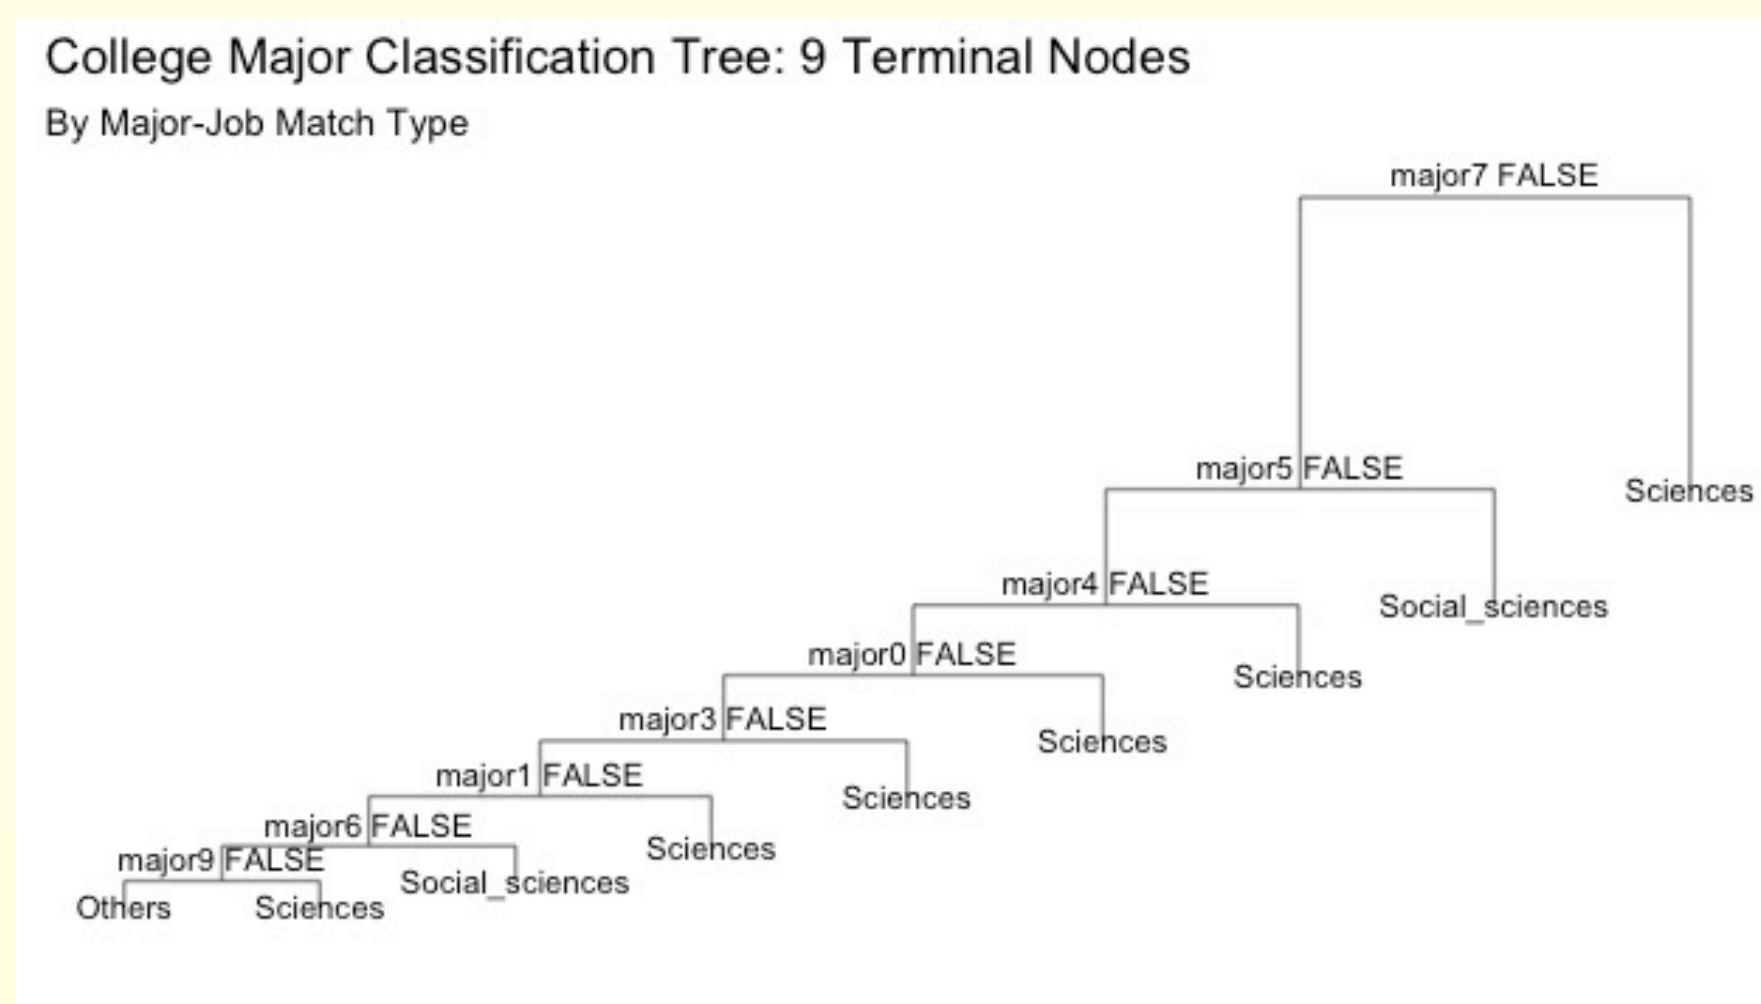 College Major Classification Tree: 9 Terminal Nodes
By Major-Job Match Type
major7 FALSE
major5 FALSE
Sciences
major4 FALSE
Social_sciences
major0 FALSE
Sciences
major3 FALSE
Sciences
major1 FALSE
Sciences
major6 FALSE
Sciences
major9 FALSE
Social_sciences
Others
Sciences